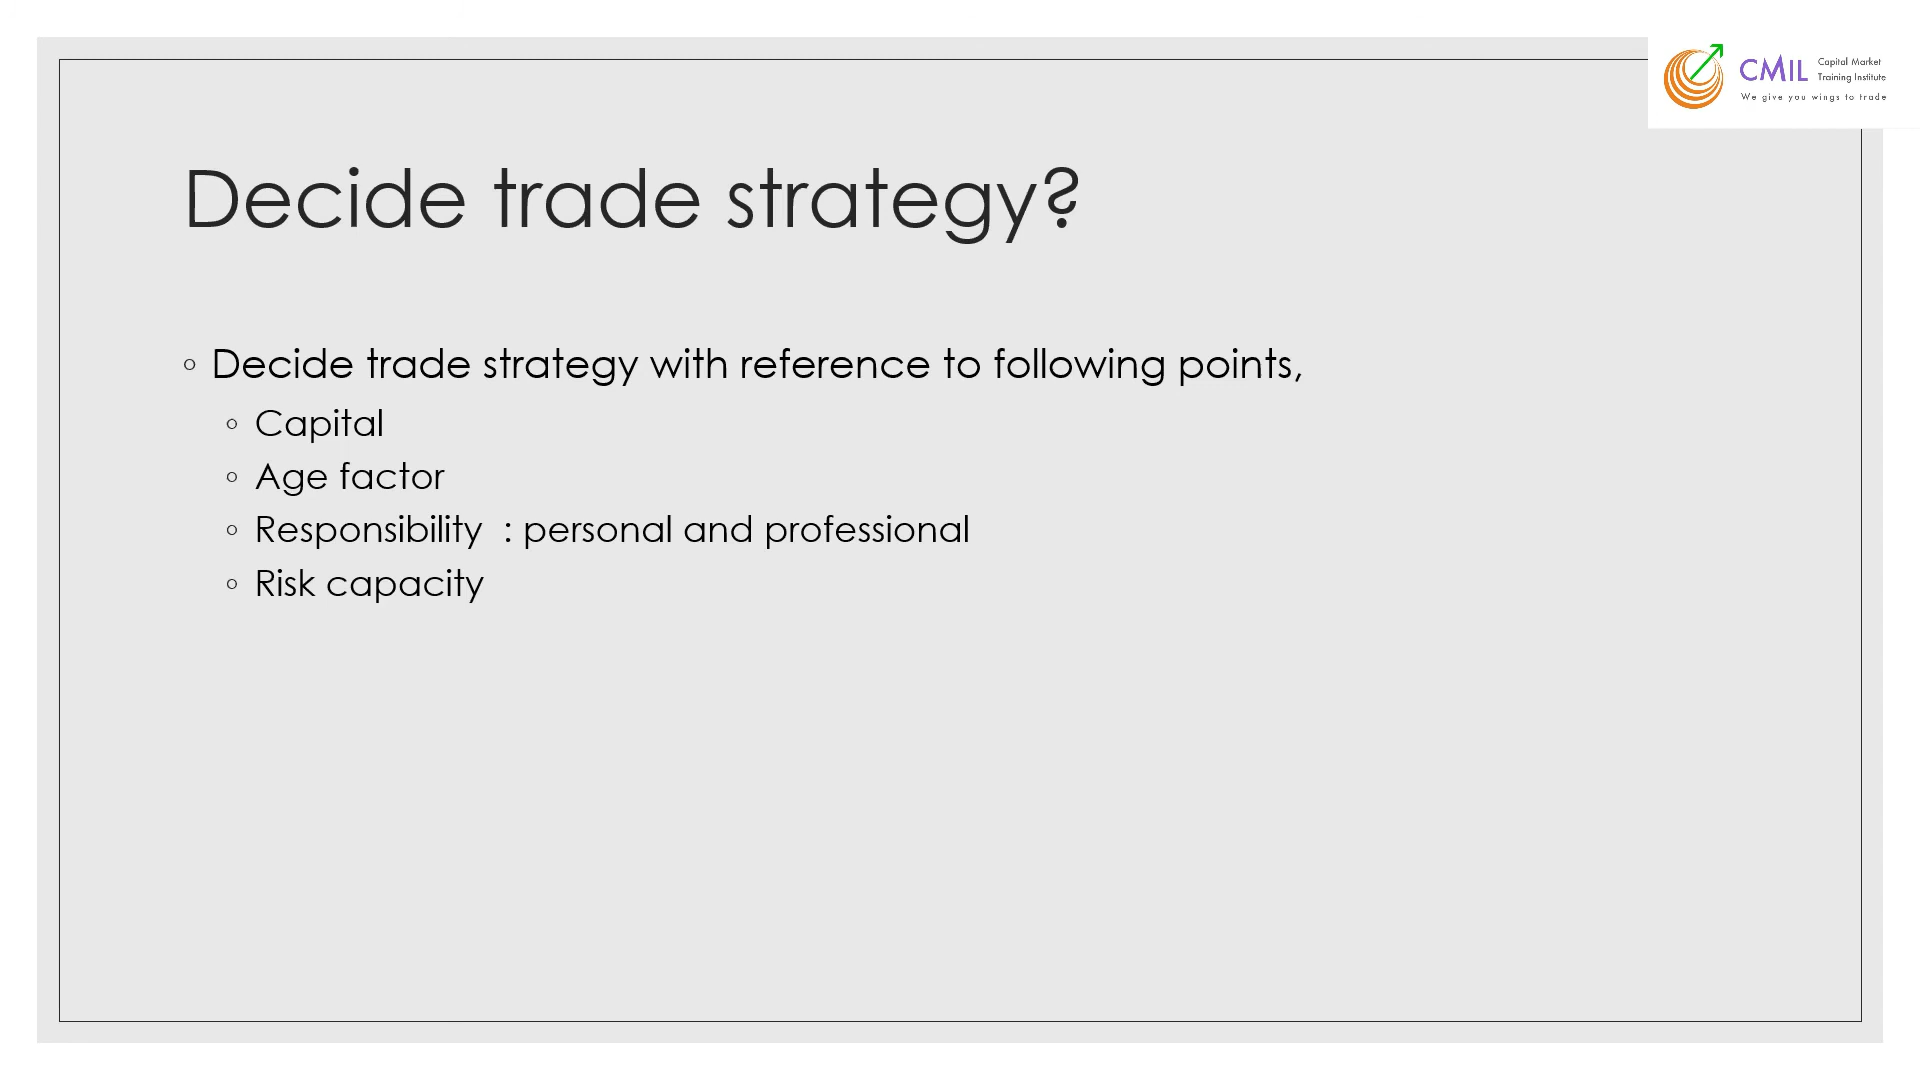 CMIL Capital Market
Training Institute
We give you wings to trade
Decide trade strategy?
◦ Decide trade strategy with reference to following points,
◦ Capital
◦ Age factor
◦ Responsibility : personal and professional
◦ Risk capacity